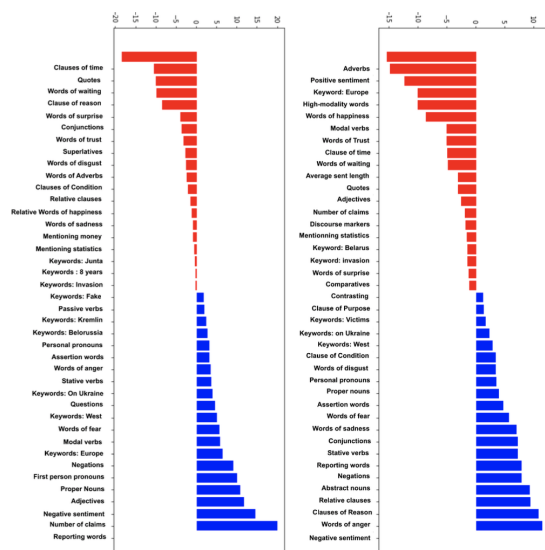 -20 -15 -10 -5 0 5 10 15 20
Clauses of time
Quotes
Words of waiting
Clause of reason
Words of surprise
Conjunctions
Words of trust
Superlatives
Words of disgust
Words of Adverbs
Clauses of Condition
Relative clauses
Relative Words of happiness
Words of sadness
Mentioning money
Mentioning statistics
Keywords: Junta
Keywords : 8 years
Keywords: Invasion
Keywords: Fake
Passive verbs
Keywords: Kremlin
Keywords: Belorussia
Personal pronouns
Assertion words
Words of anger
Stative verbs
Keywords: On Ukraine
Questions
Keywords: West
Words of fear
Modal verbs
Keywords: Europe
Negations
First person pronouns
Proper Nouns
Adjectives
Negative sentiment
Number of claims
Reporting words
-15 -10 -5 0 5 10
Adverbs
Positive sentiment
Keyword: Europe
High-modality words
Words of happiness
Modal verbs
Words of Trust
Clause of time
Words of waiting
Average sent length
Quotes
Adjectives
Number of claims
Discourse markers
Mentionning statistics
Keyword: Belarus
Keyword: invasion
Words of surprise
Comparatives
Contrasting
Clause of Purpose
Keywords: Victims
Keywords: on Ukraine
Keywords: West
Clause of Condition
Words of disgust
Personal pronouns
Proper nouns
Assertion words
Words of fear
Words of sadness
Conjunctions
Stative verbs
Reporting words
Negations
Abstract nouns
Relative clauses
Clauses of Reason
Words of anger
Negative sentiment